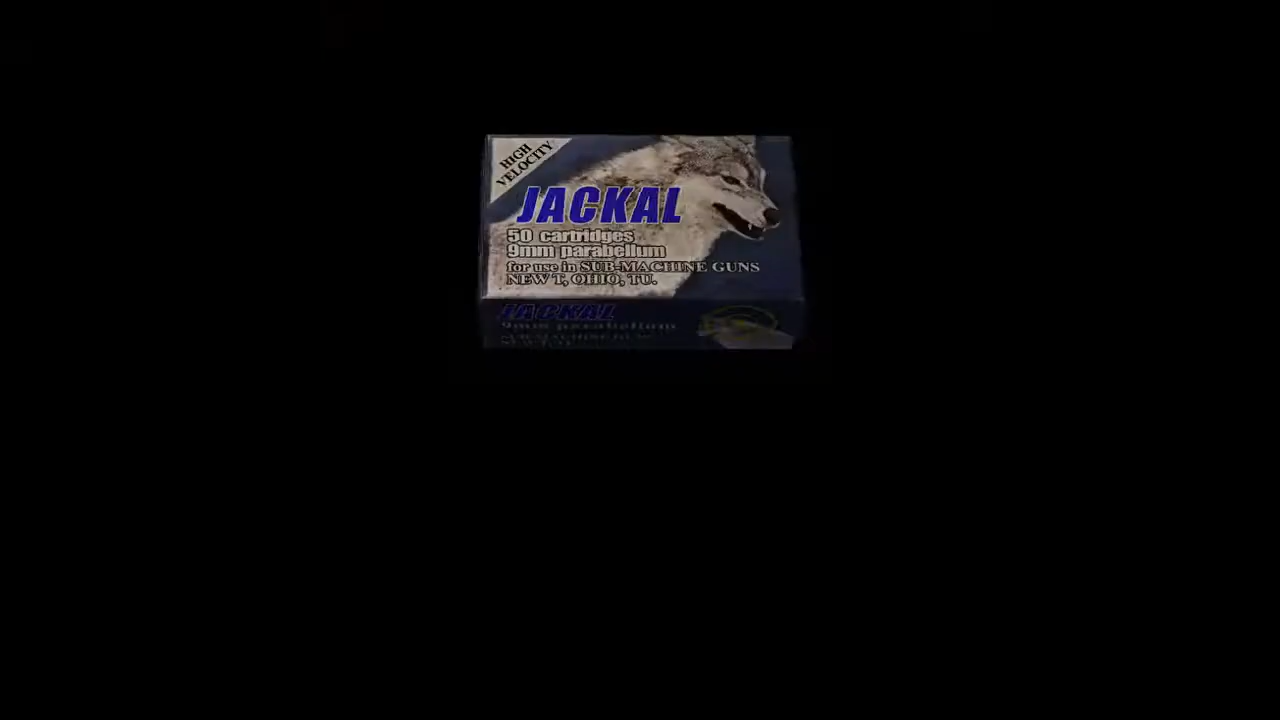 HIGH
VELOCITY
JACKAL
50 cartridges
9mm parabellum
for use in SUB-MACHINE GUNS
NEW T, OHIO, TU.
JACKAL
9mm parabellum